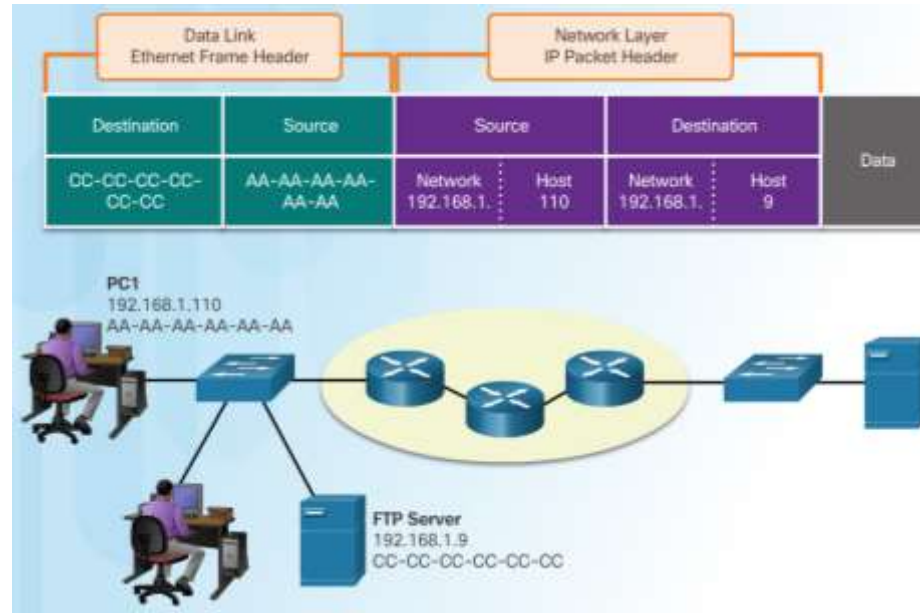 Data Link
Ethernet Frame Header
Network Layer
IP Packet Header
Destination
Source
Source
Destination
Data
CC-CC-CC-CC-
CC-CC
AA-AA-AA-AA-
AA-AA
Network
192.168.1.
Host
110
Network
192.168.1.
Host
9
PC1
192.168.1.110
AA-AA-AA-AA-AA-AA
FTP Server
192.168.1.9
CC-CC-CC-CC-CC-CC